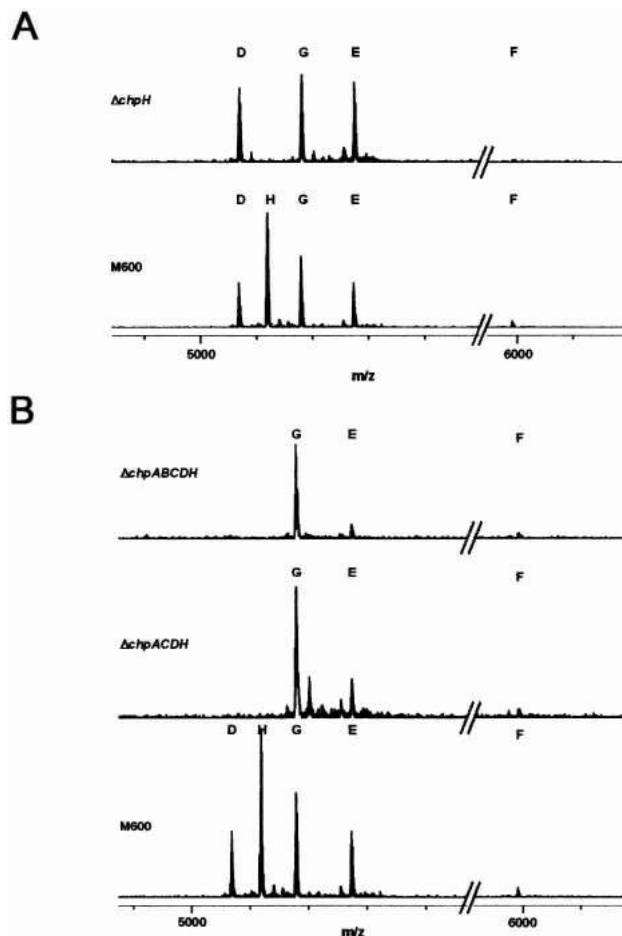 A
D G E F
ΔchpH
D H G E F
M600
5000 6000
m/z
B
G E F
ΔchpABCDH
G E F
ΔchpACDH
D H G E F
M600
5000 6000
m/z